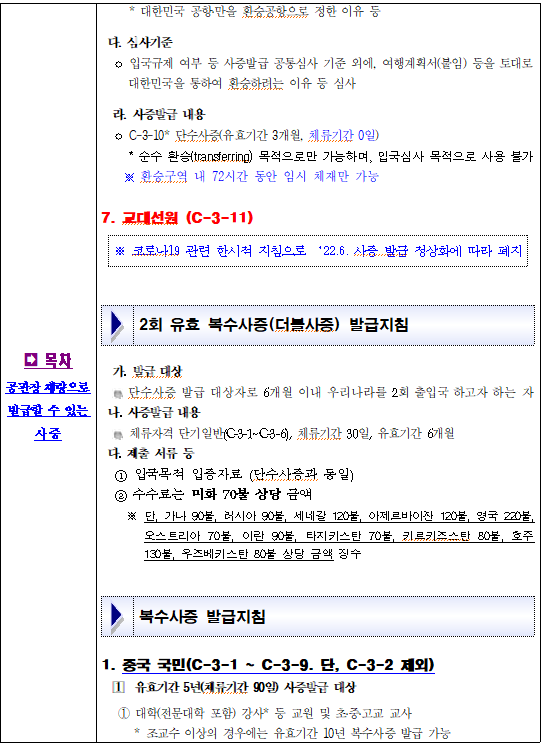 * 대한민국 공항만을 환승공항으로 정한 이유 등
다. 심사기준
ㅇ 입국규제 여부 등 사증발급 공통심사 기준 외에, 여행계획서(붙임) 등을 토대로
대한민국을 통하여 환승하려는 이유 등 심사
라. 사증발급 내용
ㅇ C-3-10* 단수사증(유효기간 3개월, 체류기간 0일)
* 순수 환승(transferring) 목적으로만 가능하며, 입국심사 목적으로 사용 불가
※ 환승구역 내 72시간 동안 임시 체재만 가능
7. 교대선원 (C-3-11)
※ 코로나19 관련 한시적 지침으로 '22.6. 사증 발급 정상화에 따라 폐지
➡ 목차
공관장 재량으로
발급할 수 있는
사증
2회 유효 복수사증(더블사증) 발급지침
가. 발급 대상
단수사증 발급 대상자로 6개월 이내 우리나라를 2회 출입국 하고자 하는 자
나. 사증발급 내용
체류자격 단기일반(C-3-1~C-3-6), 체류기간 30일, 유효기간 6개월
다. 제출 서류 등
① 입국목적 입증자료 (단수사증과 동일)
② 수수료는 미화 70불 상당 금액
※ 단, 가나 90불, 러시아 90불, 세네갈 120불, 아제르바이잔 120불, 영국 220불,
오스트리아 70불, 이란 90불, 타지키스탄 70불, 키르키즈스탄 80불, 호주
130불, 우즈베키스탄 80불 상당 금액 징수
복수사증 발급지침
1. 중국 국민(C-3-1 ~ C-3-9. 단, C-3-2 제외)
1 유효기간 5년(체류기간 90일) 사증발급 대상
① 대학(전문대학 포함) 강사* 등 교원 및 초·중·고교 교사
* 조교수 이상의 경우에는 유효기간 10년 복수사증 발급 가능